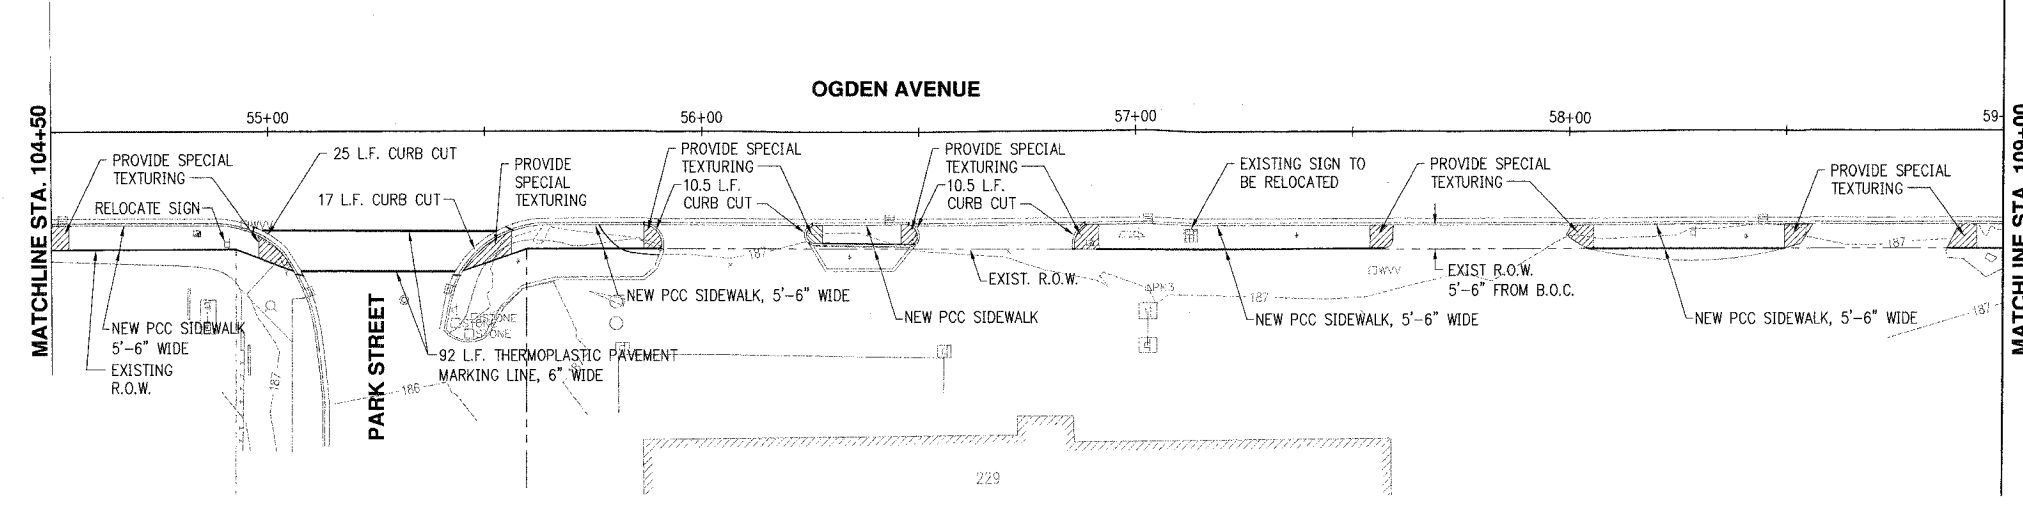 OGDEN AVENUE
MATCHLINE STA. 104+50
55+00
56+00
57+00
58+00
59-
MATCHLINE STA. 109+00
PROVIDE SPECIAL
TEXTURING
25 L.F. CURB CUT
17 L.F. CURB CUT
PROVIDE
SPECIAL
TEXTURING
PROVIDE SPECIAL
TEXTURING
10.5 L.F.
CURB CUT
PROVIDE SPECIAL
TEXTURING
10.5 L.F.
CURB CUT
EXISTING SIGN TO
BE RELOCATED
PROVIDE SPECIAL
TEXTURING
PROVIDE SPECIAL
TEXTURING
RELOCATE SIGN
NEW PCC SIDEWALK
5'-6" WIDE
EXISTING
R.O.W.
PARK STREET
92 L.F. THERMOPLASTIC PAVEMENT
MARKING LINE, 6" WIDE
NEW PCC SIDEWALK, 5'-6" WIDE
NEW PCC SIDEWALK
EXIST. R.O.W.
NEW PCC SIDEWALK, 5'-6" WIDE
EXIST R.O.W.
5'-6" FROM B.O.C.
NEW PCC SIDEWALK, 5'-6" WIDE
187
186
187
187
187
187
STONE
229